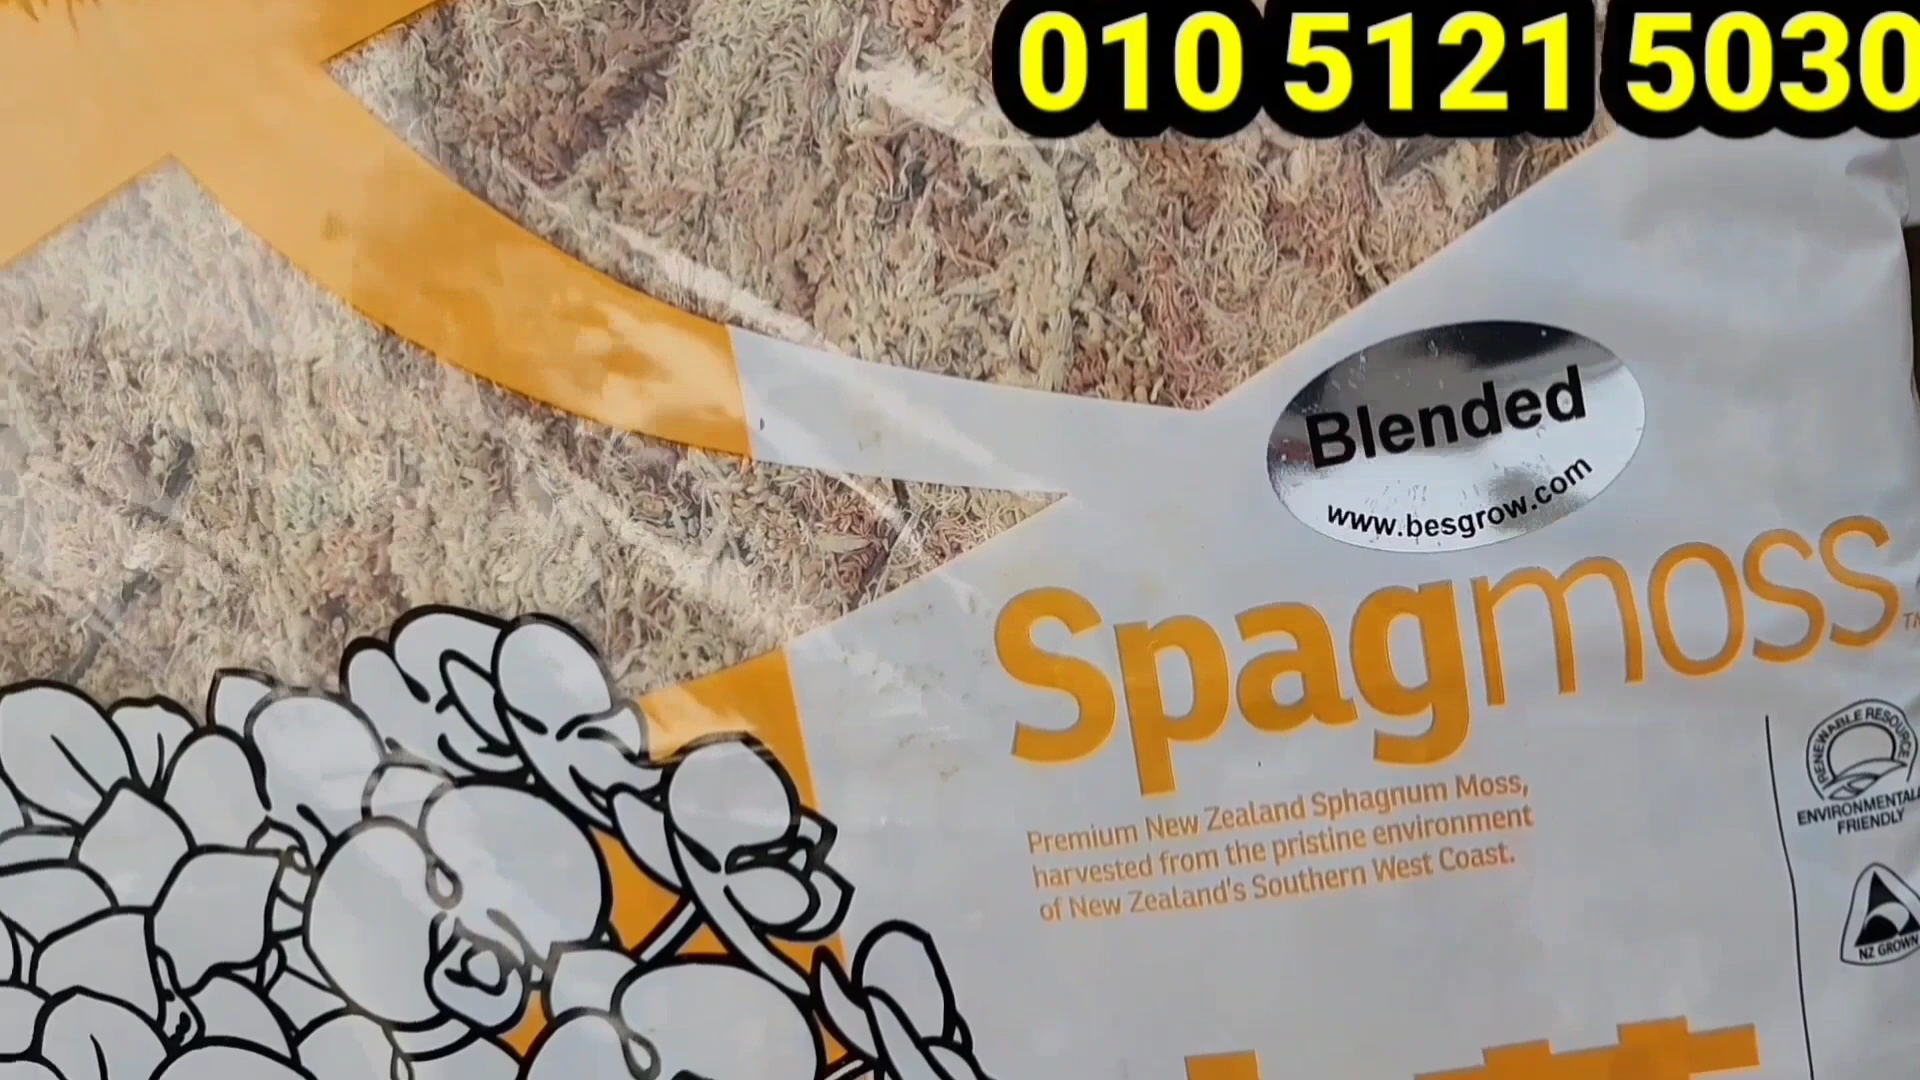 010 5121 5030
Blended
www.besgrow.com
Spagmoss
Premium New Zealand Sphagnum Moss,
harvested from the pristine environment
of New Zealand's Southern West Coast.
RENEWABLE RESOURCE
FRIENDLY
NZ GROWN